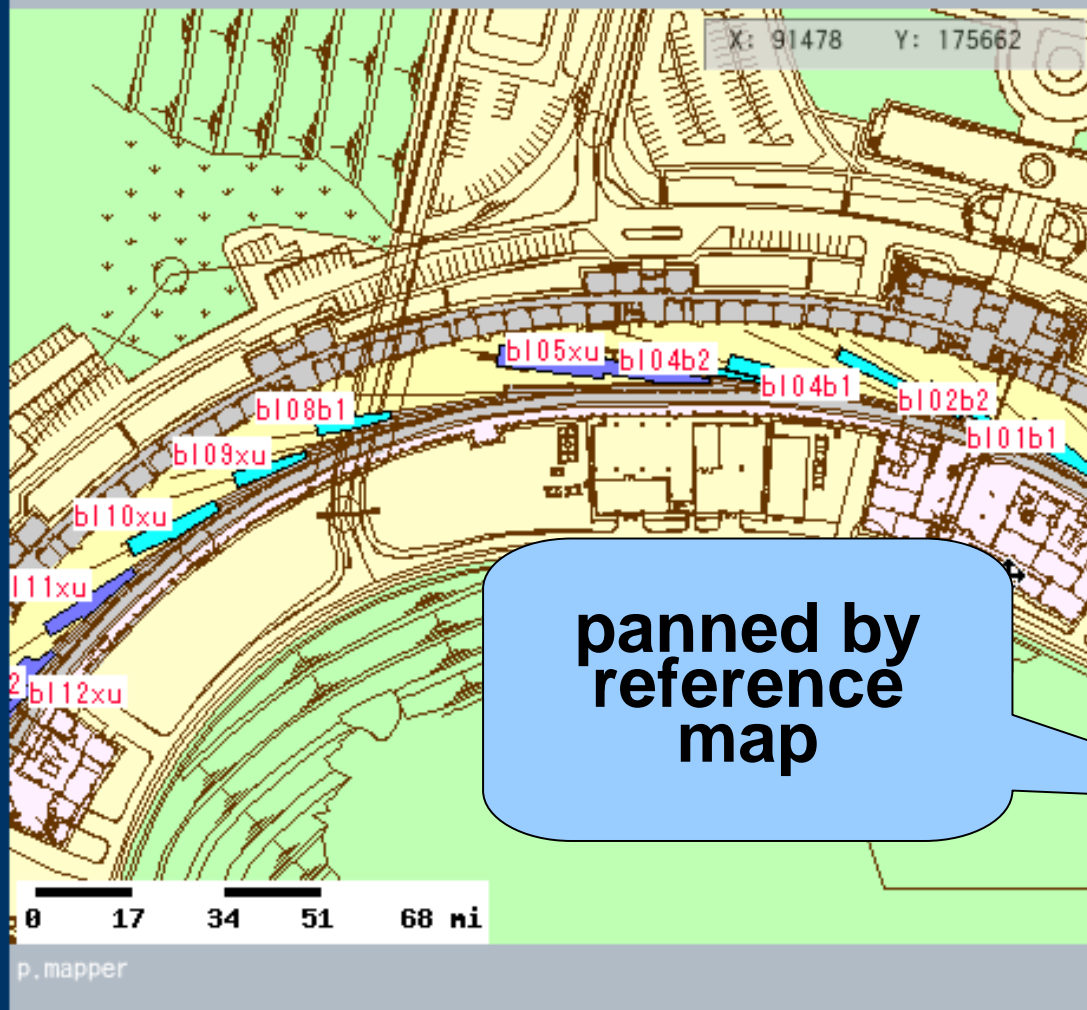 X: 91478 Y: 175662
bl05xu
bl04b2
bl04b1
bl02b2
bl01b1
bl08b1
bl09xu
bl10xu
l11xu
2
bl12xu
panned by
reference
map
0 17 34 51 68 mi
p.mapper